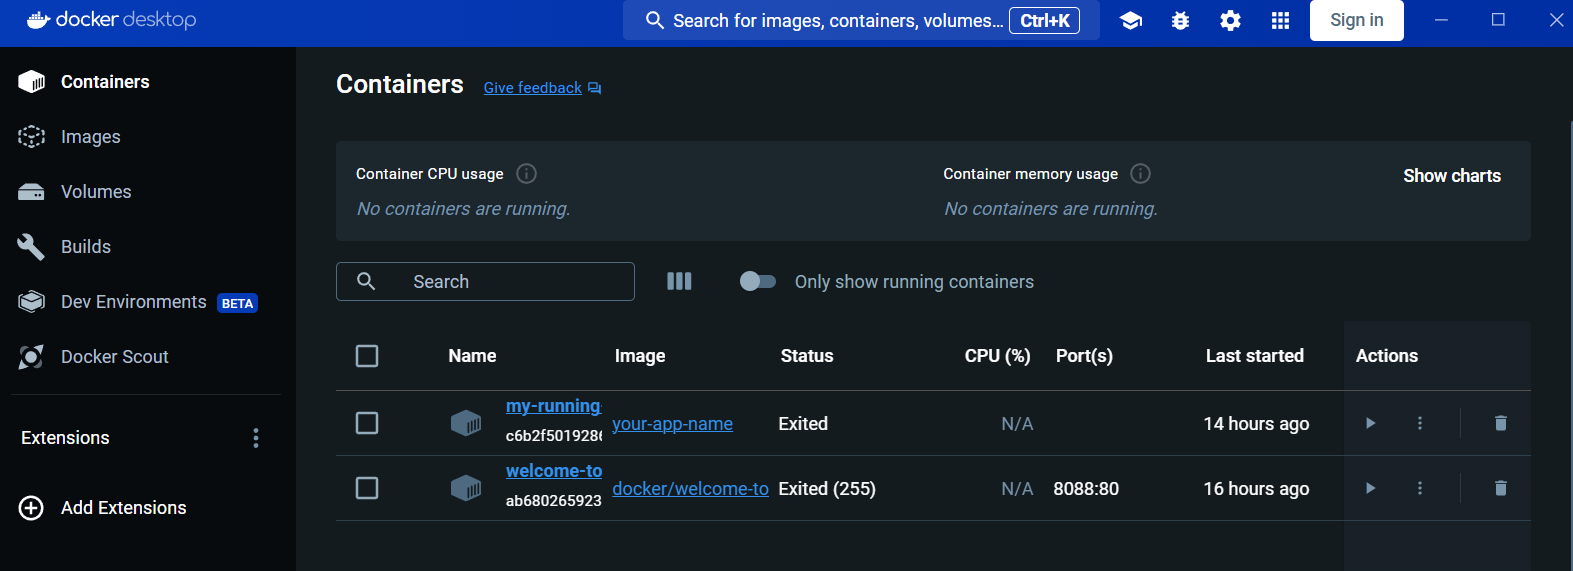 docker desktop
Search for images, containers, volumes... Ctrl+K
Sign in
Containers
Images
Volumes
Builds
Dev Environments BETA
Docker Scout
Extensions
Add Extensions
Containers Give feedback
Container CPU usage
No containers are running.
Container memory usage
No containers are running.
Show charts
Search
Only show running containers
Name Image Status CPU (%) Port(s) Last started Actions
my-running-
c6b2f5019286
your-app-name Exited N/A 14 hours ago
welcome-to
ab680265923
docker/welcome-to Exited (255) N/A 8088:80 16 hours ago